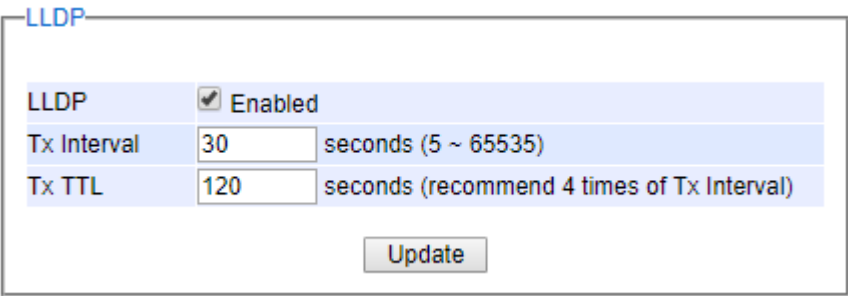 LLDP
LLDP Enabled
Tx Interval 30 seconds (5 ~ 65535)
Tx TTL 120 seconds (recommend 4 times of Tx Interval)
Update